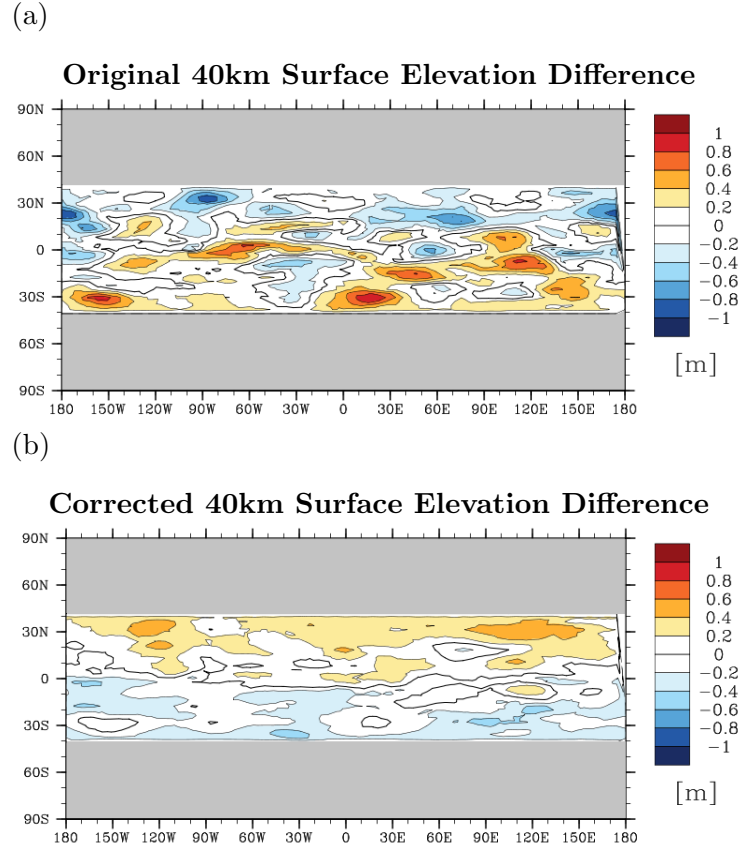 (a)
Original 40km Surface Elevation Difference
90N
60N
30N
0
30S
60S
90S
180 150W 120W 90W 60W 30W 0 30E 60E 90E 120E 150E 180
1
0.8
0.6
0.4
0.2
0
−0.2
−0.4
−0.6
−0.8
−1
[m]
(b)
Corrected 40km Surface Elevation Difference
90N
60N
30N
0
30S
60S
90S
180 150W 120W 90W 60W 30W 0 30E 60E 90E 120E 150E 180
1
0.8
0.6
0.4
0.2
0
−0.2
−0.4
−0.6
−0.8
−1
[m]